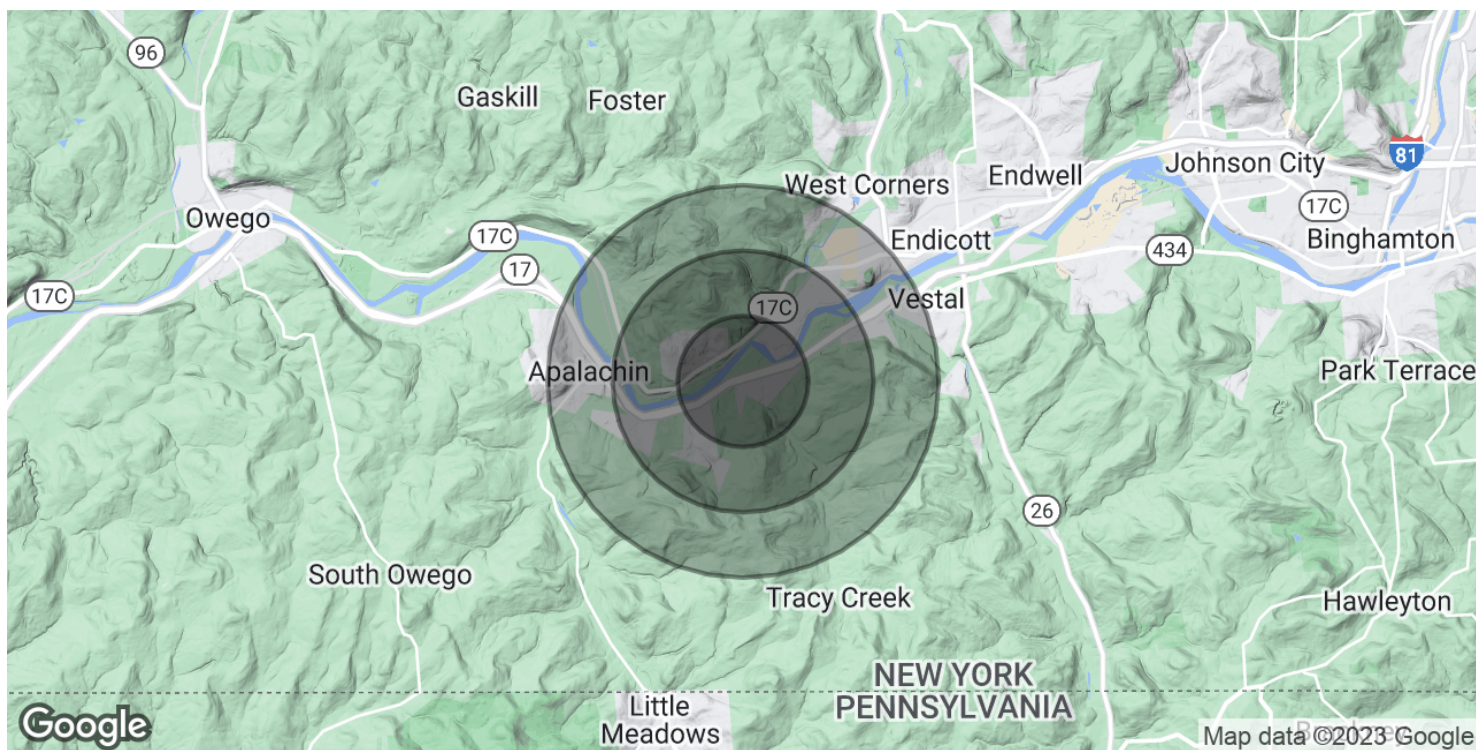 96
Gaskill
Foster
81
Johnson City
Endwell
West Corners
17C
Owego
17C
Endicott
Binghamton
434
17
17C
Vestal
17C
Apalachin
Park Terrace
26
South Owego
Tracy Creek
Hawleyton
NEW YORK
PENNSYLVANIA
Little
Meadows
Google
Map data ©2023 Google